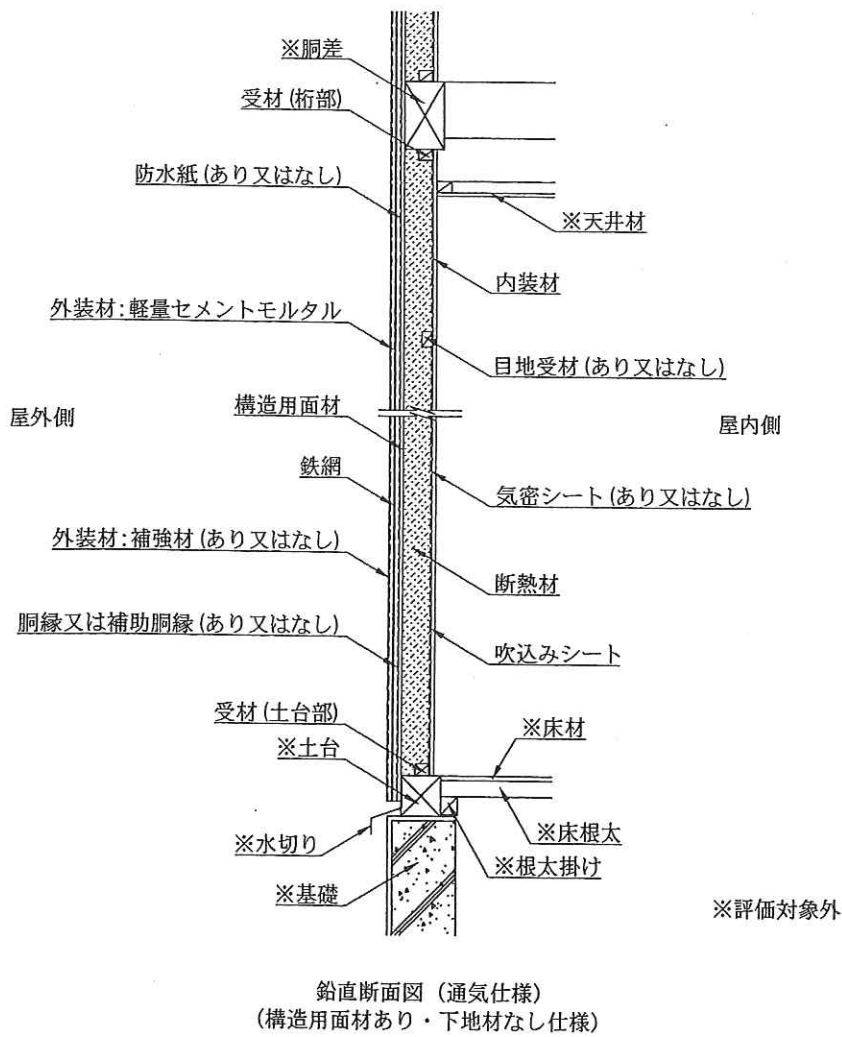 ※胴差
受材(桁部)
防水紙(あり又はなし)
※天井材
内装材
外装材:軽量セメントモルタル
目地受材(あり又はなし)
構造用面材
屋外側
屋内側
鉄網
気密シート(あり又はなし)
外装材:補強材(あり又はなし)
断熱材
胴縁又は補助胴縁(あり又はなし)
吹込みシート
受材(土台部)
※床材
※土台
※床根太
※水切り
※根太掛け
※基礎
※評価対象外
鉛直断面図(通気仕様)
(構造用面材あり・下地材なし仕様)